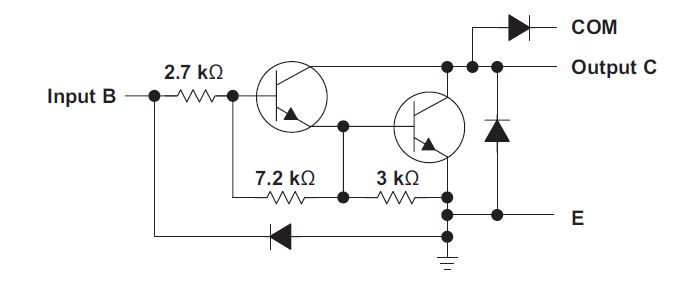 COM
2.7 kΩ
Output C
Input B
7.2 kΩ
3 kΩ
E